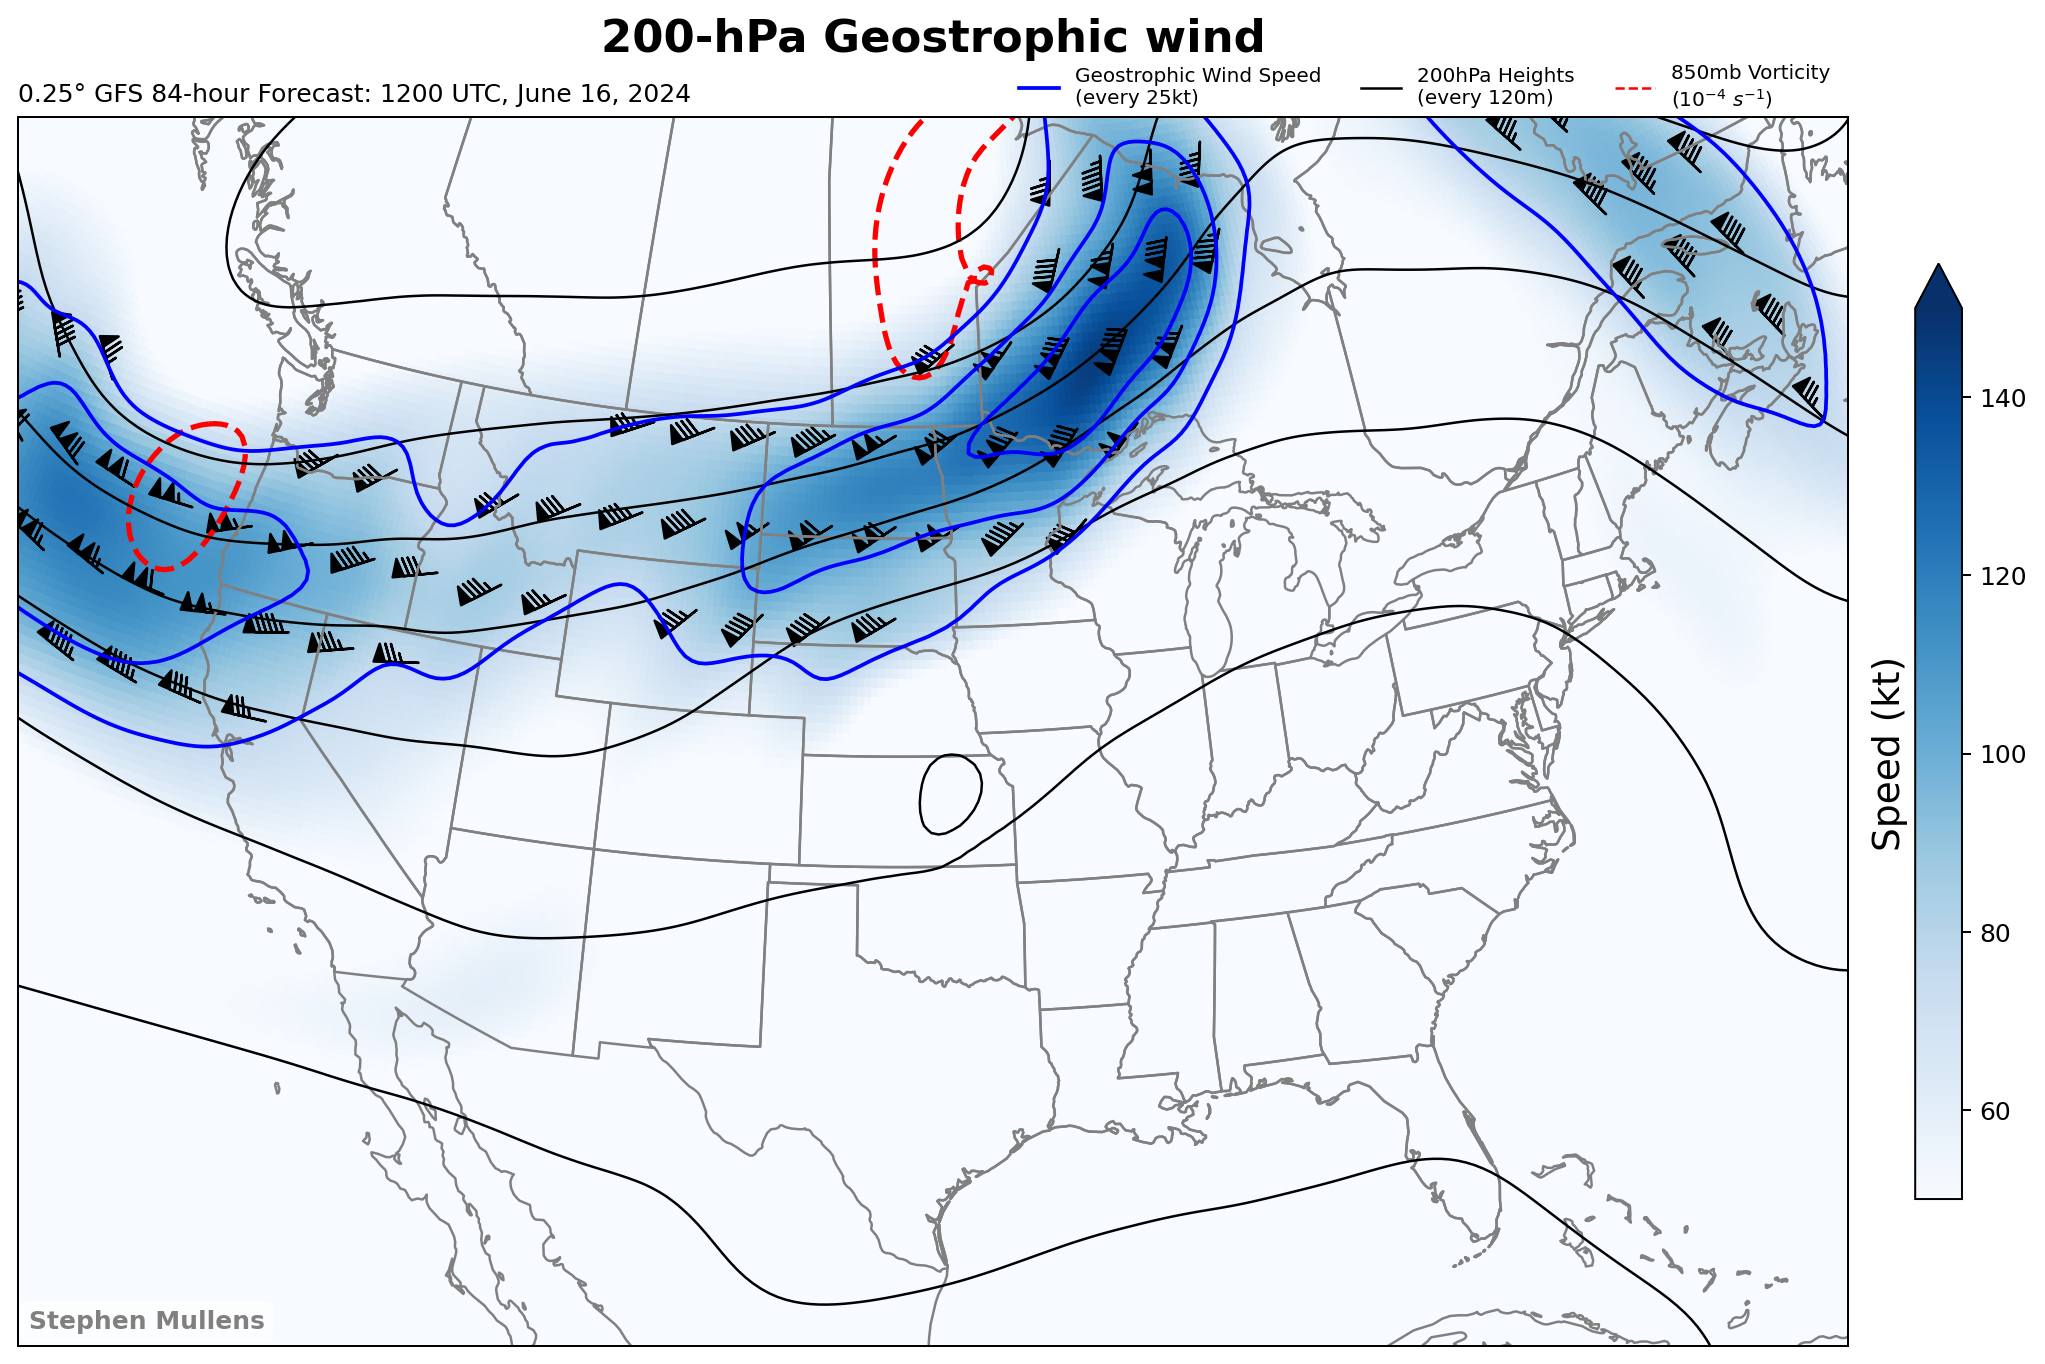 200-hPa Geostrophic wind
0.25° GFS 84-hour Forecast: 1200 UTC, June 16, 2024
Geostrophic Wind Speed
(every 25kt)
200hPa Heights
(every 120m)
850mb Vorticity
(10⁻⁴ s⁻¹)
140
120
100
80
60
Speed (kt)
Stephen Mullens